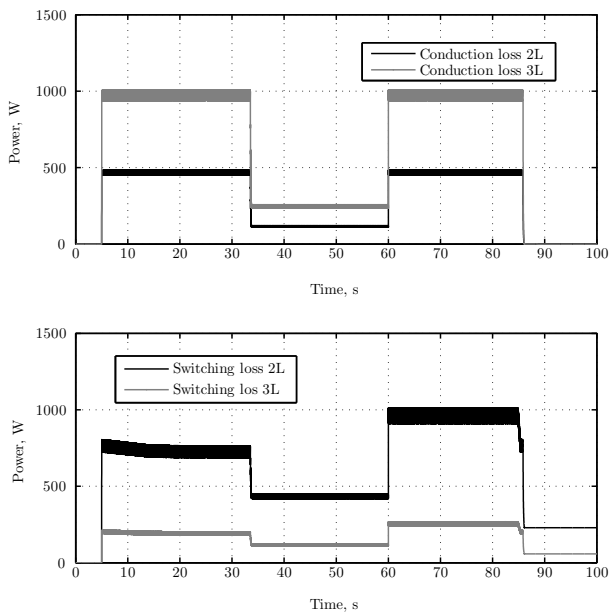 1500
Conduction loss 2L
Conduction loss 3L
1000
Power, W
500
0
0 10 20 30 40 50 60 70 80 90 100
Time, s
1500
Switching loss 2L
Switching los 3L
1000
Power, W
500
0
0 10 20 30 40 50 60 70 80 90 100
Time, s